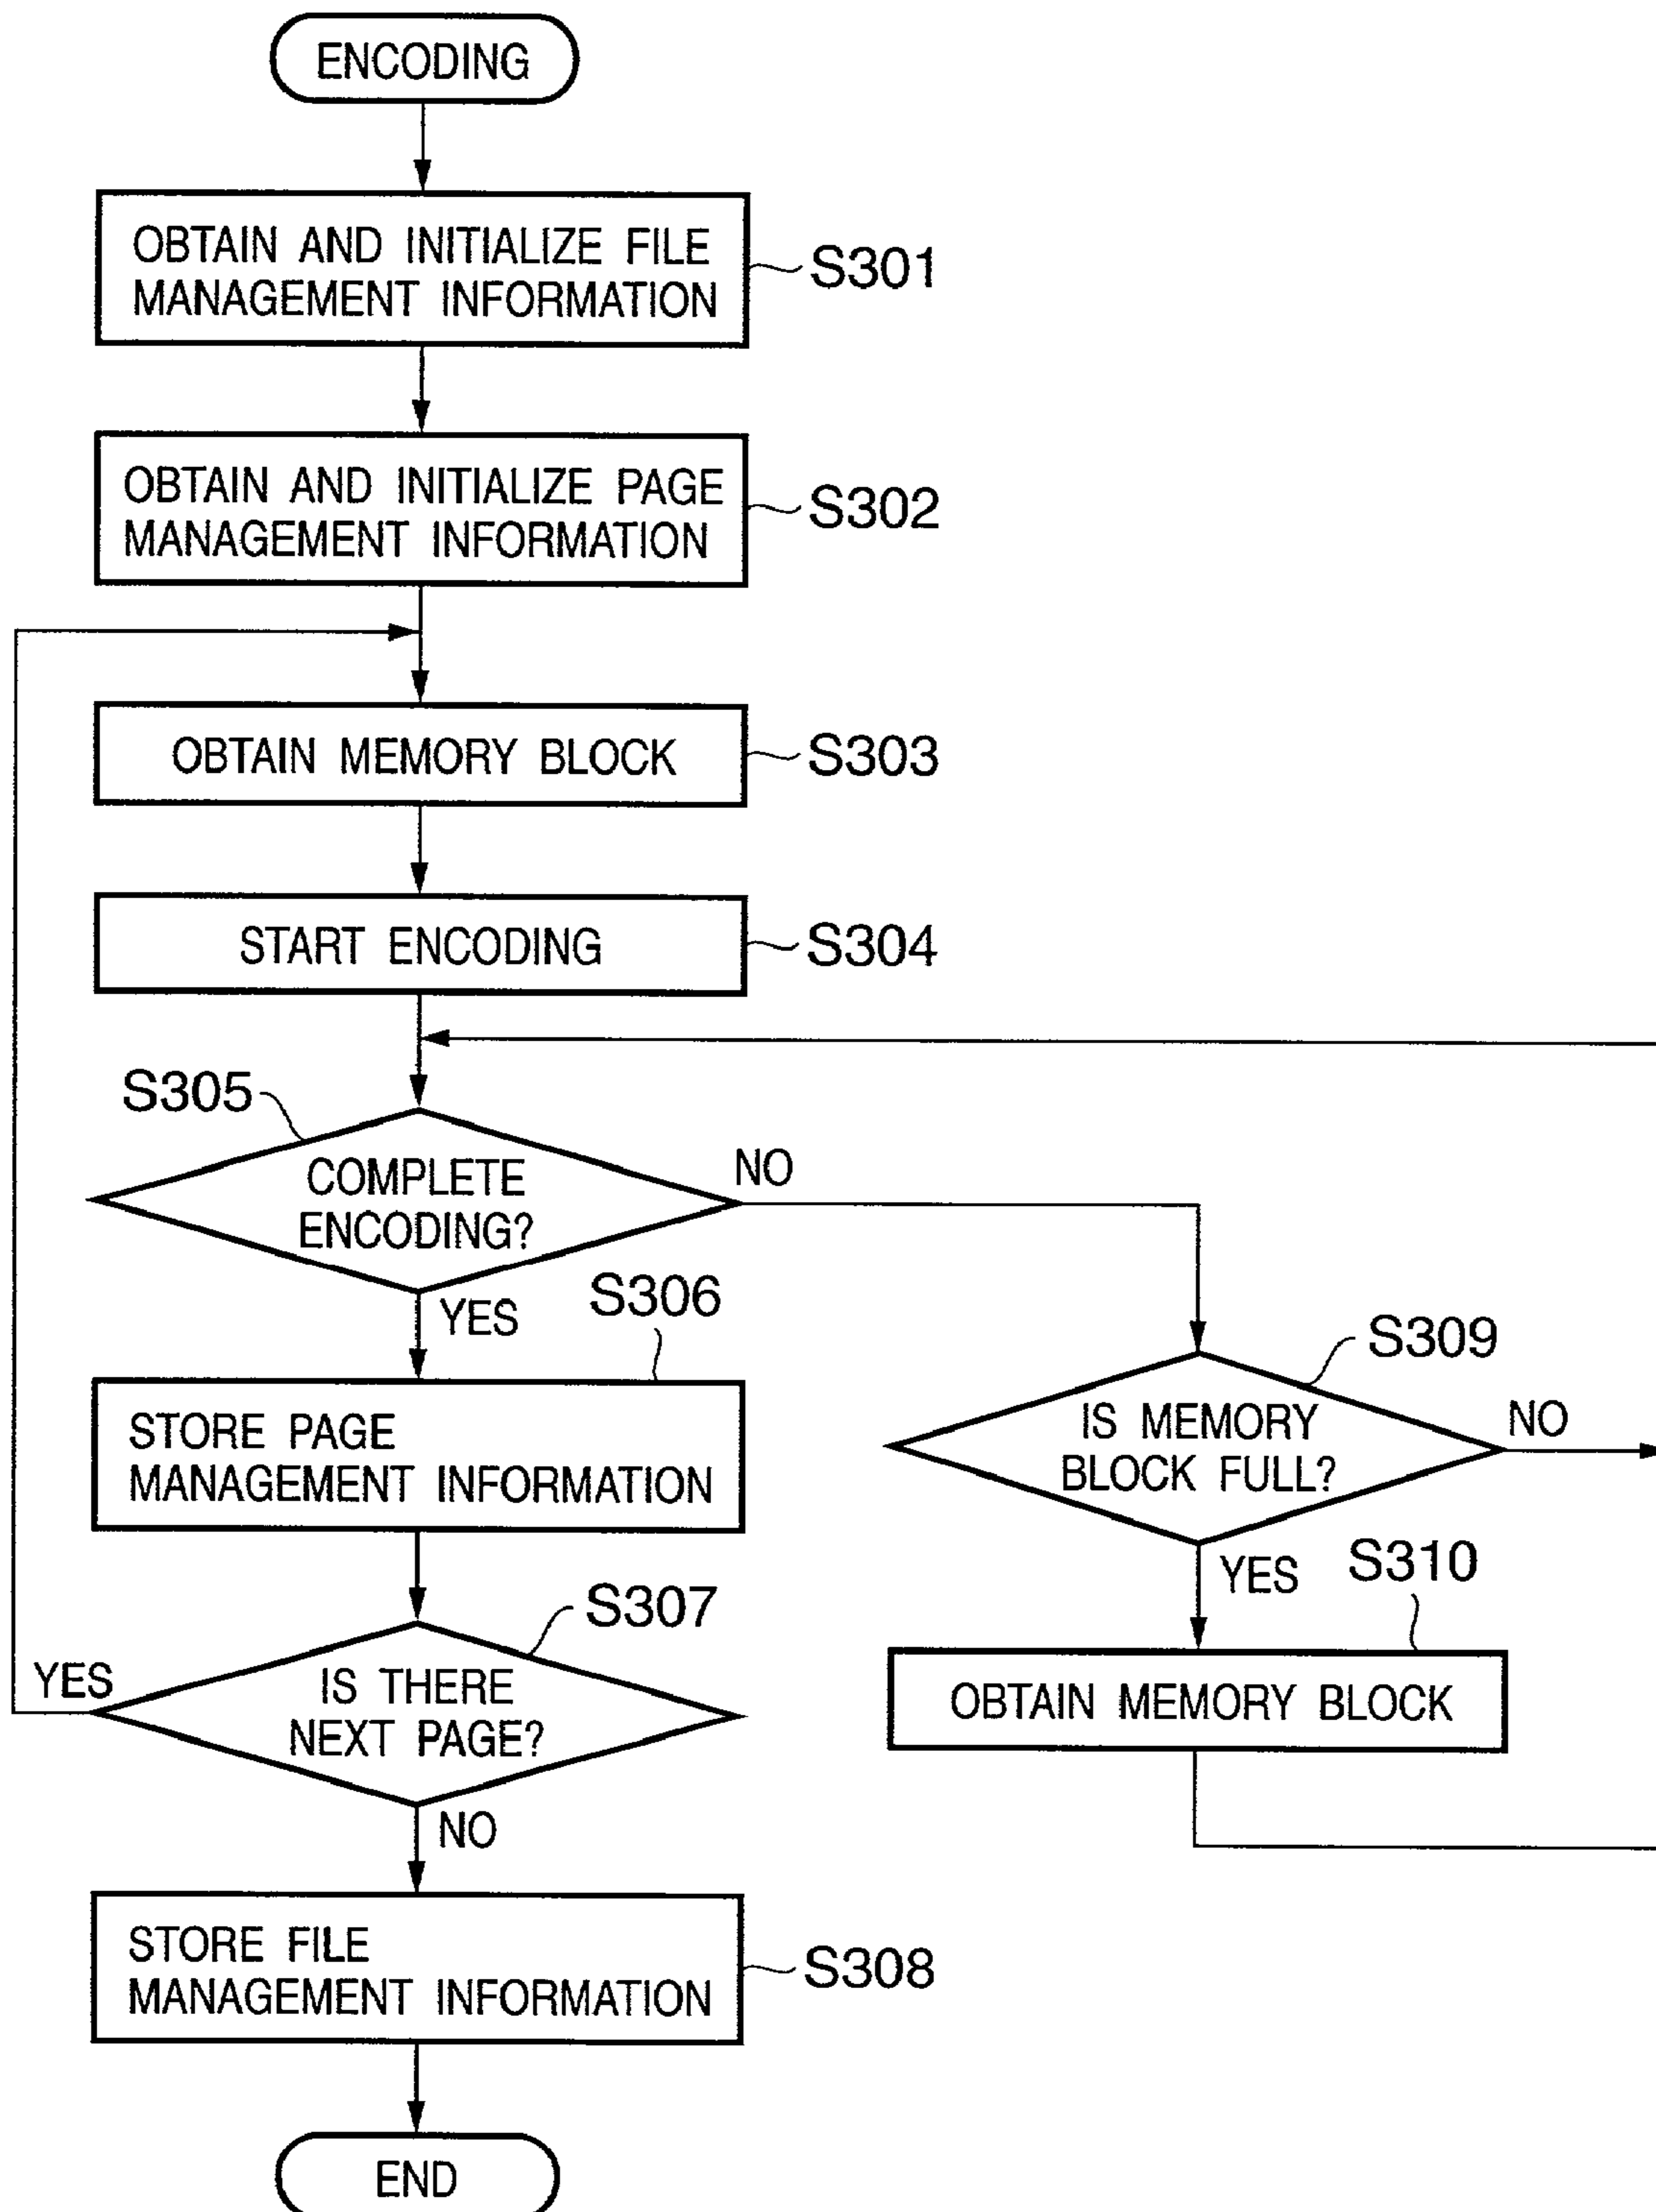 ENCODING
OBTAIN AND INITIALIZE FILE
MANAGEMENT INFORMATION
S301
OBTAIN AND INITIALIZE PAGE
MANAGEMENT INFORMATION
S302
OBTAIN MEMORY BLOCK
S303
START ENCODING
S304
S305
COMPLETE
ENCODING?
NO
YES
S306
STORE PAGE
MANAGEMENT INFORMATION
S307
IS THERE
NEXT PAGE?
YES
NO
STORE FILE
MANAGEMENT INFORMATION
S308
END
S309
IS MEMORY
BLOCK FULL?
NO
YES
S310
OBTAIN MEMORY BLOCK